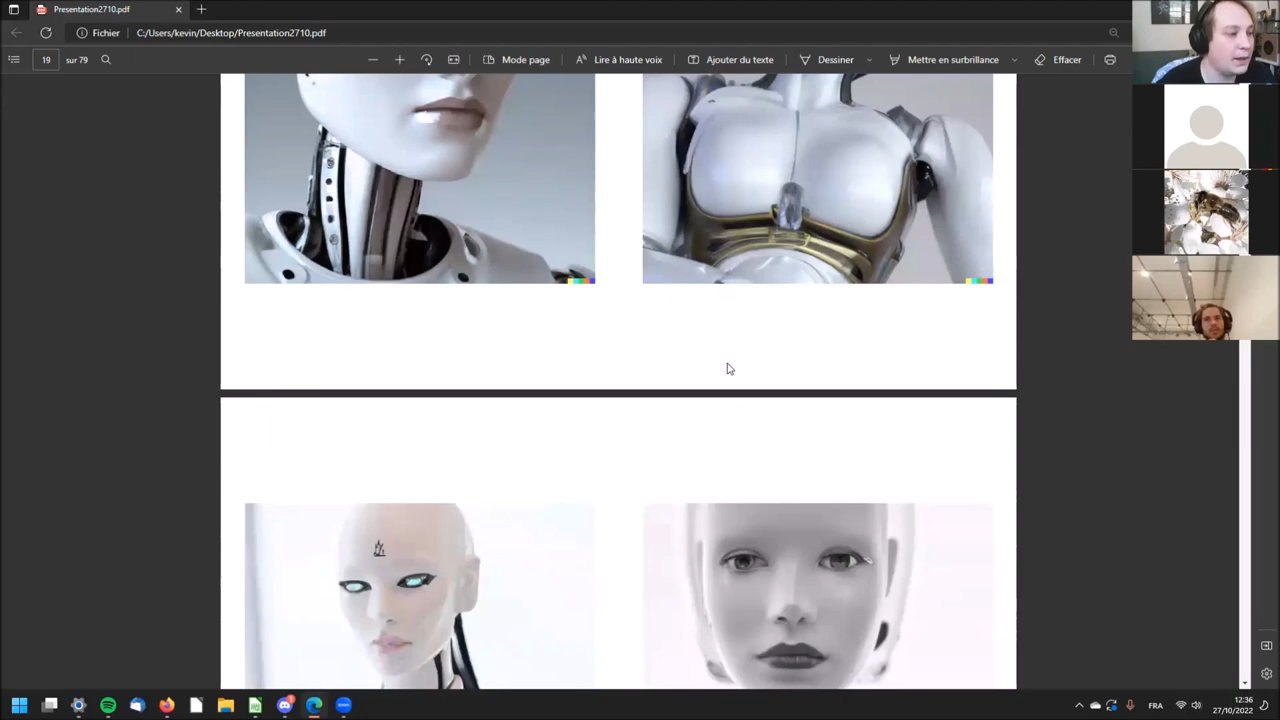 Presentation2710.pdf
Fichier
C:/Users/kevin/Desktop/Presentation2710.pdf
19
sur 79
Mode page
Lire à haute voix
Ajouter du texte
Dessiner
Mettre en surbrillance
Effacer
FRA
12:36
27/10/2022